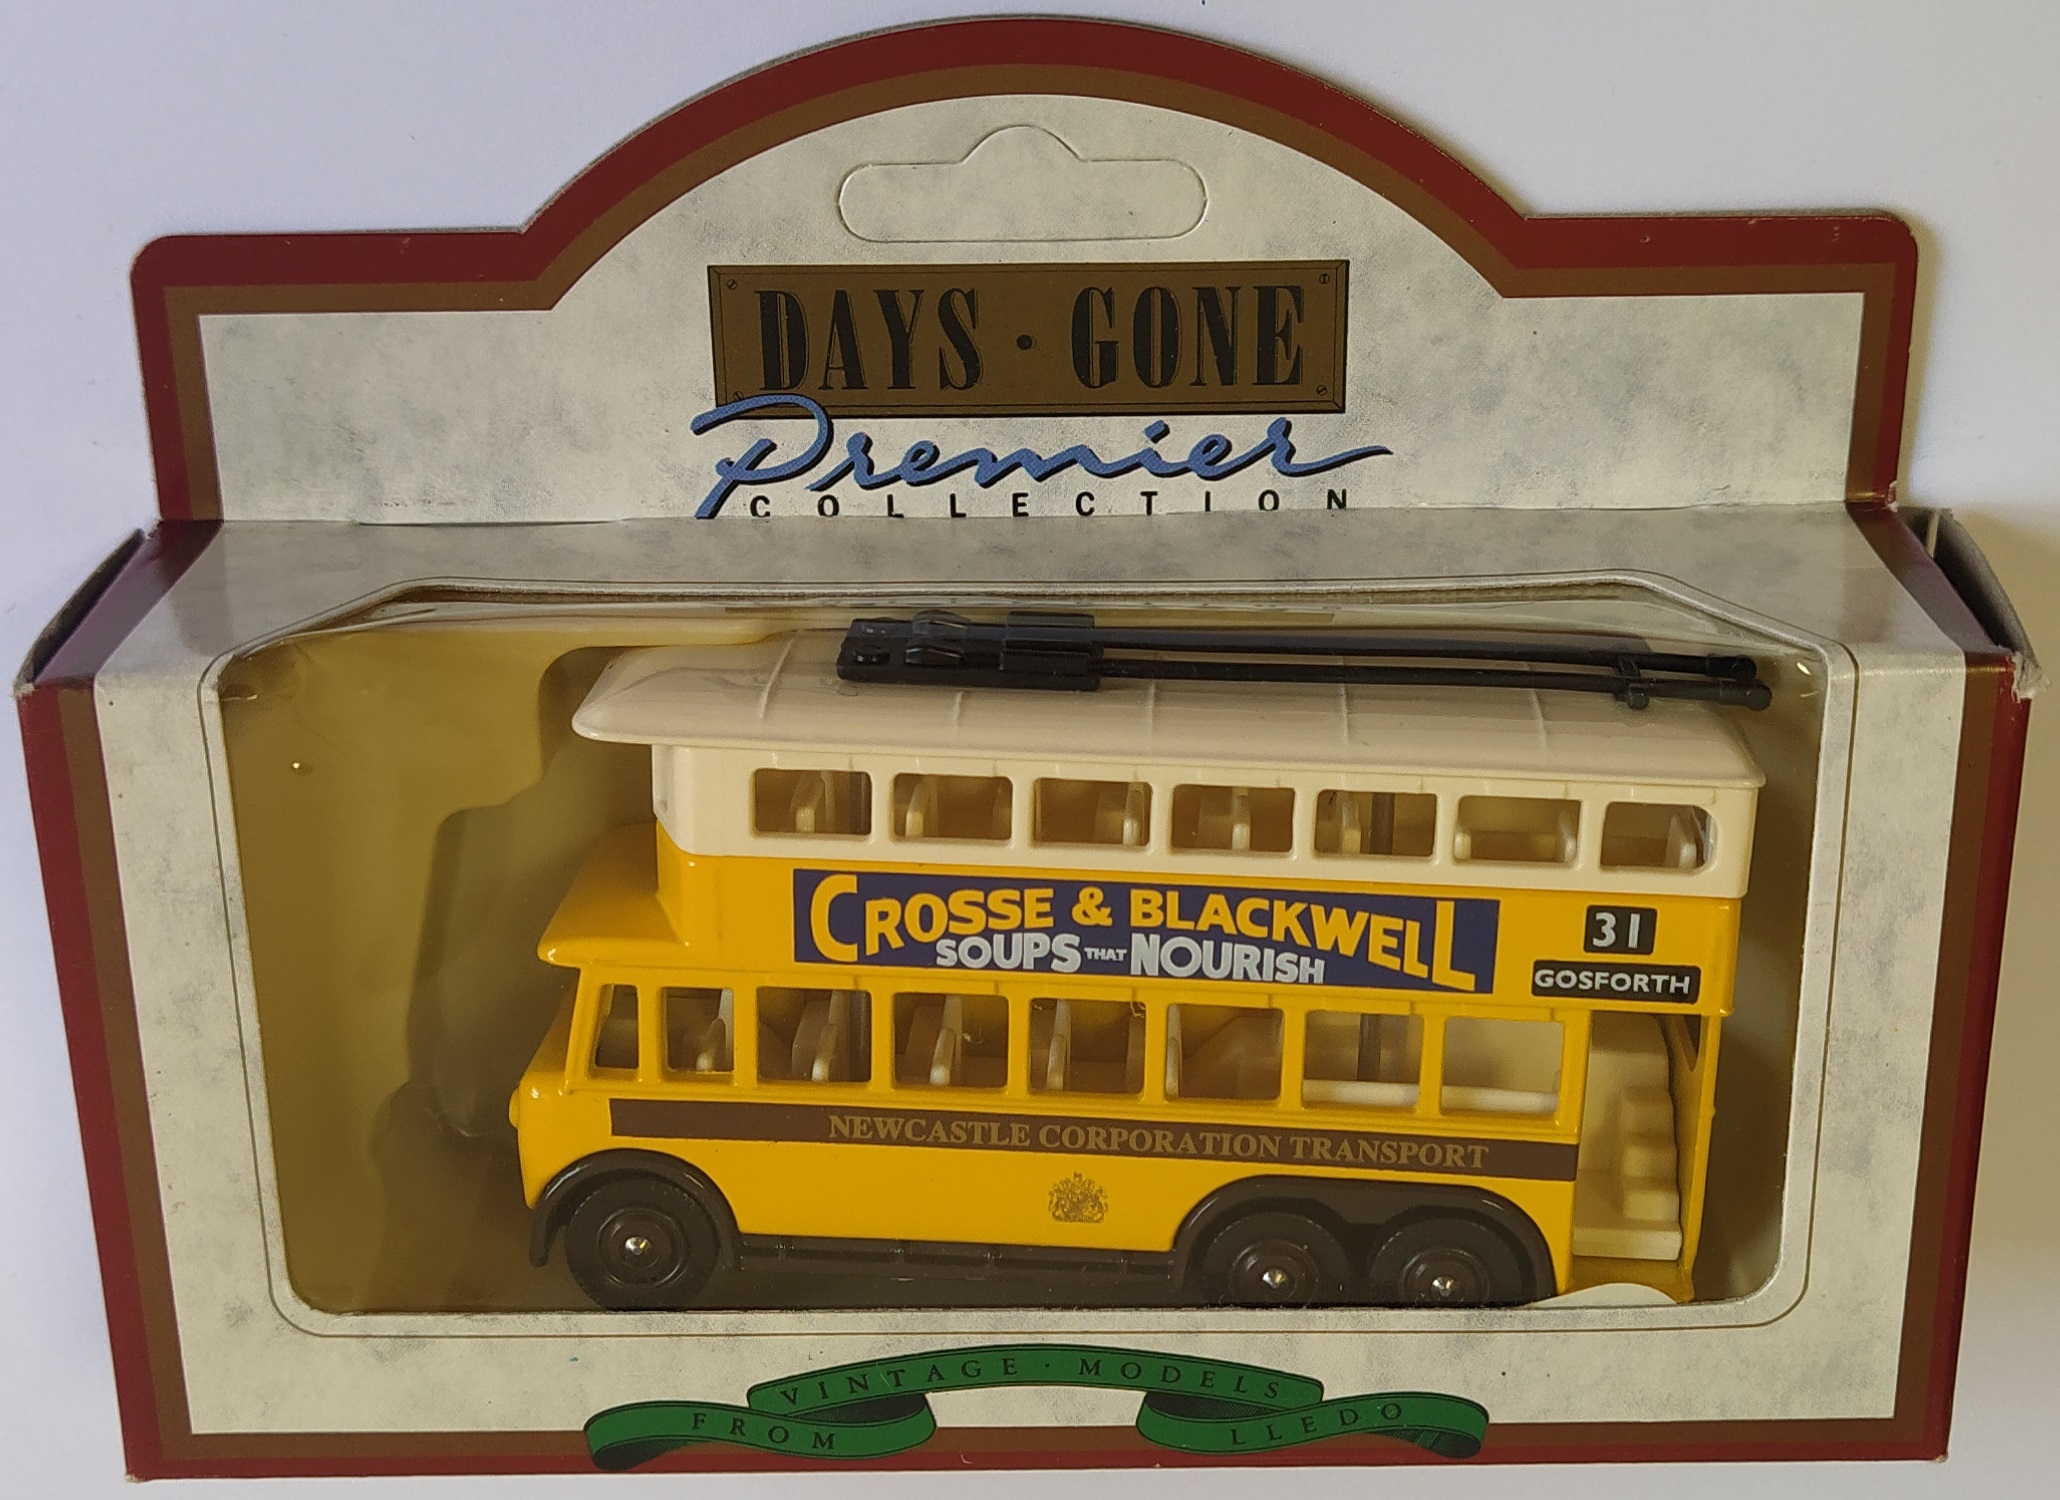 DAYS · GONE
Premier
COLLECTION
CROSSE & BLACKWELL
SOUPS THAT NOURISH
31
GOSFORTH
NEWCASTLE CORPORATION TRANSPORT
VINTAGE · MODELS
FROM LLEDO